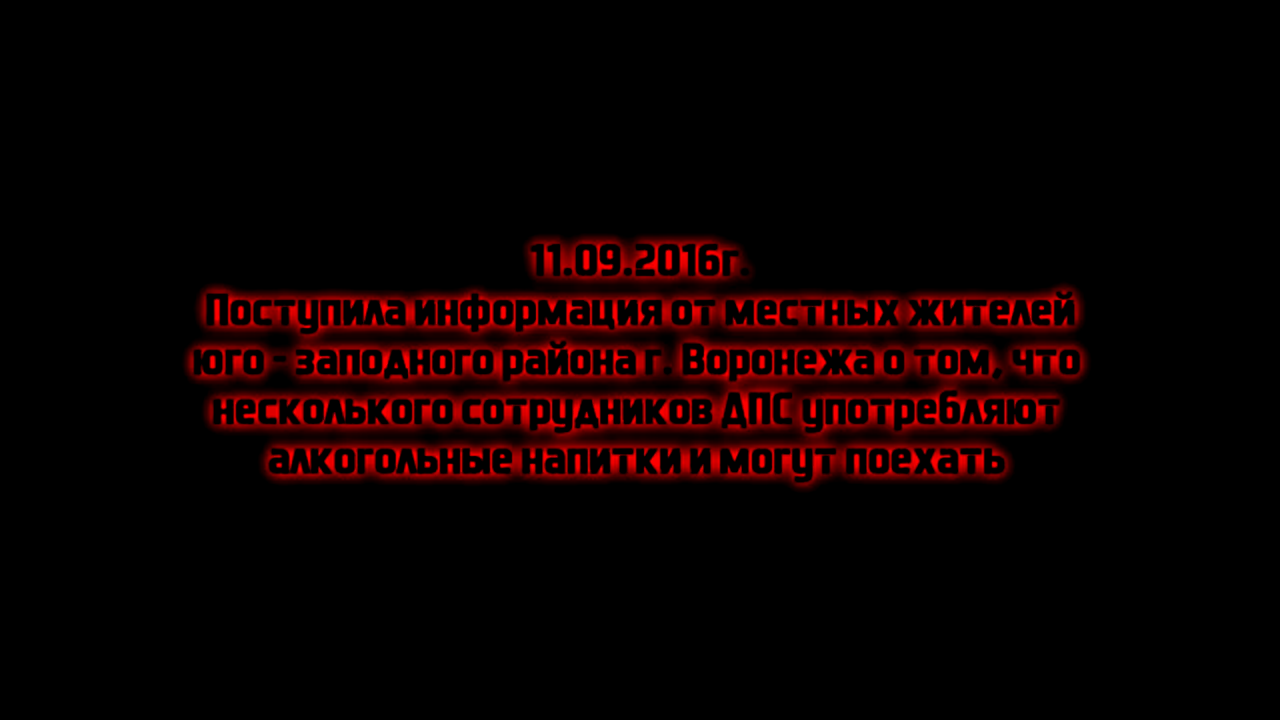 11.09.2016г.
Поступила информация от местных жителей
юго - заподного района г. Воронежа о том, что
несколького сотрудников ДПС употребляют
алкогольные напитки и могут поехать